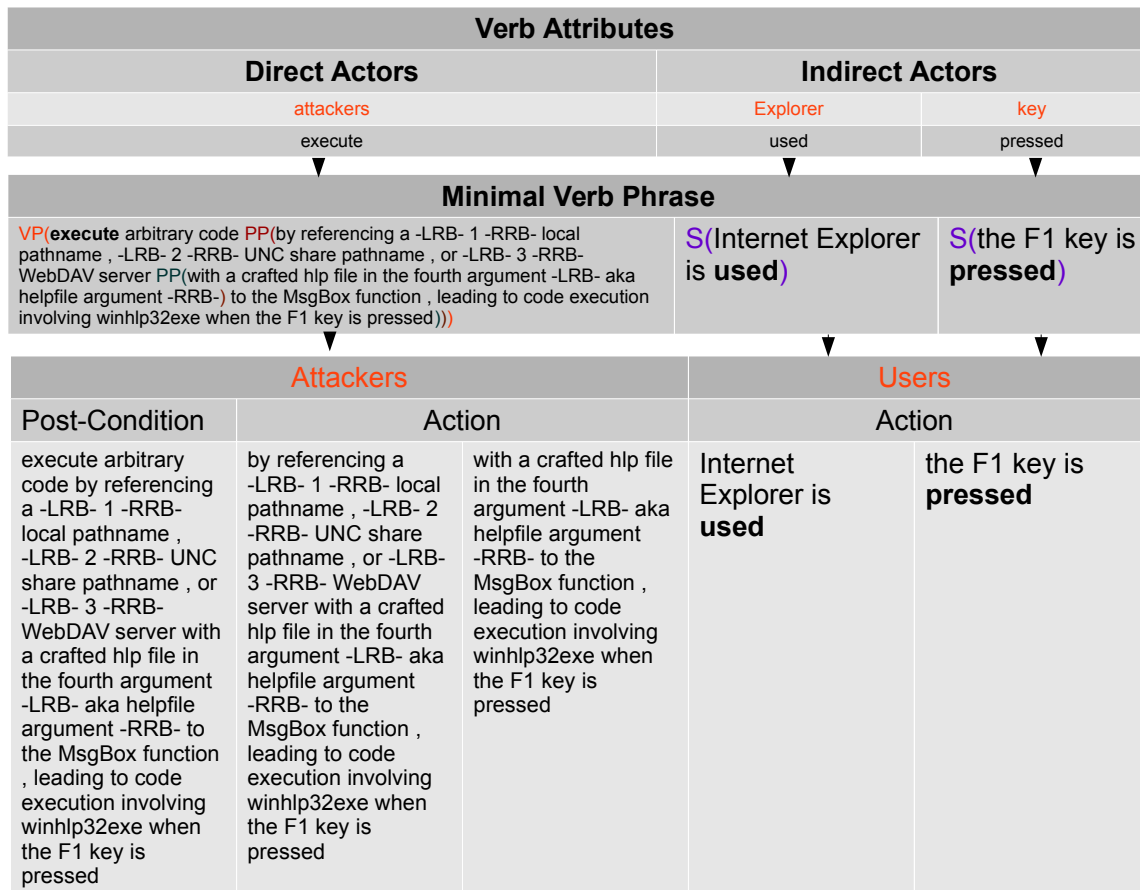 Verb Attributes
Direct Actors
Indirect Actors
attackers
Explorer
key
execute
used
pressed
Minimal Verb Phrase
VP(execute arbitrary code PP(by referencing a -LRB- 1 -RRB- local
pathname , -LRB- 2 -RRB- UNC share pathname , or -LRB- 3 -RRB-
WebDAV server PP(with a crafted hlp file in the fourth argument -LRB- aka
helpfile argument -RRB-) to the MsgBox function , leading to code execution
involving winhlp32exe when the F1 key is pressed)))
S(Internet Explorer
is used)
S(the F1 key is
pressed)
Attackers
Users
Post-Condition
Action
Action
execute arbitrary
code by referencing
a -LRB- 1 -RRB-
local pathname ,
-LRB- 2 -RRB- UNC
share pathname , or
-LRB- 3 -RRB-
WebDAV server with
a crafted hlp file in
the fourth argument
-LRB- aka helpfile
argument -RRB- to
the MsgBox function
, leading to code
execution involving
winhlp32exe when
the F1 key is
pressed
by referencing a
-LRB- 1 -RRB- local
pathname , -LRB- 2
-RRB- UNC share
pathname , or -LRB-
3 -RRB- WebDAV
server with a crafted
hlp file in the fourth
argument -LRB- aka
helpfile argument
-RRB- to the
MsgBox function ,
leading to code
execution involving
winhlp32exe when
the F1 key is
pressed
with a crafted hlp file
in the fourth
argument -LRB- aka
helpfile argument
-RRB- to the
MsgBox function ,
leading to code
execution involving
winhlp32exe when
the F1 key is
pressed
Internet
Explorer is
used
the F1 key is
pressed